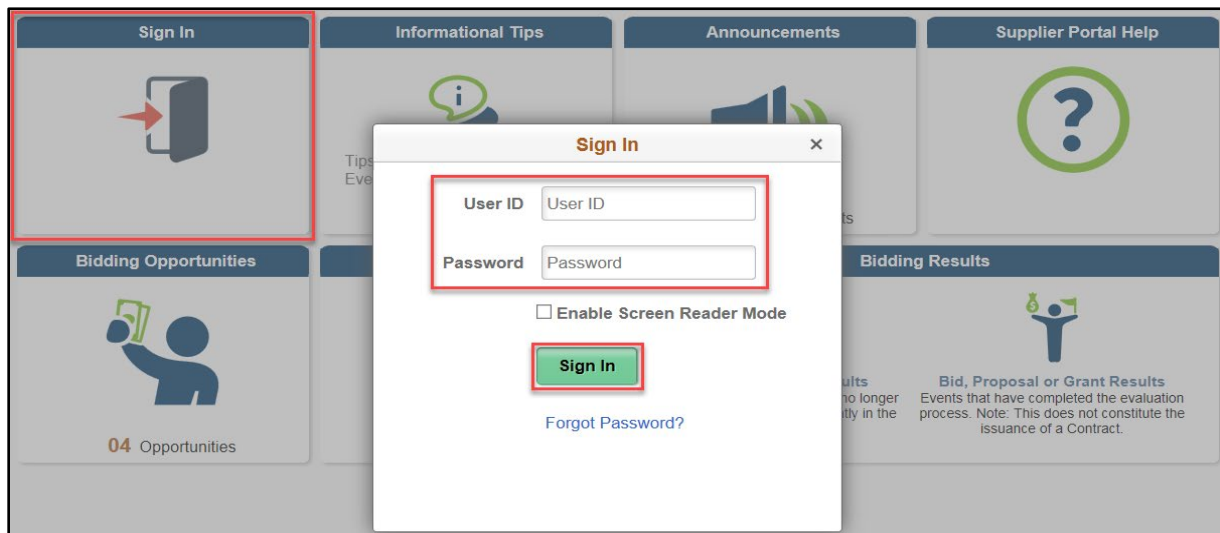 Sign In
Informational Tips
Announcements
Supplier Portal Help
i
?
Tips
Eve
ts
Sign In
×
User ID
User ID
Password
Password
Enable Screen Reader Mode
Sign In
Forgot Password?
Bidding Opportunities
04 Opportunities
Bidding Results
ults
no longer
tly in the
Bid, Proposal or Grant Results
Events that have completed the evaluation
process. Note: This does not constitute the
issuance of a Contract.